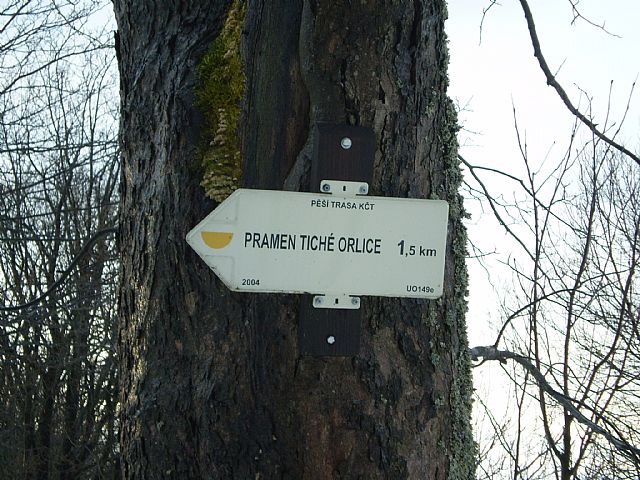 PĚŠÍ TRASA KČT
PRAMEN TICHÉ ORLICE 1,5 km
2004 UO149e